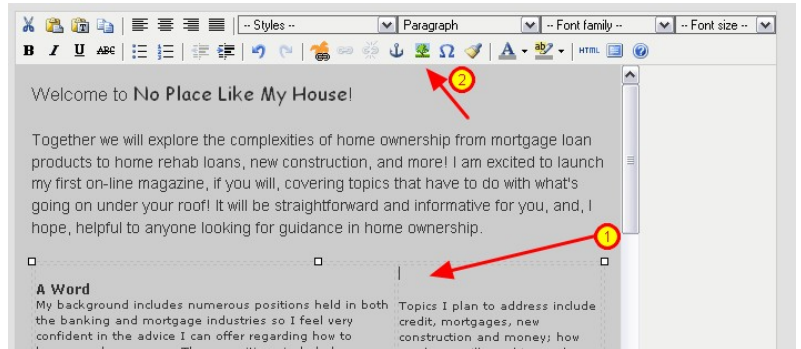 -- Styles -- Paragraph -- Font family -- -- Font size --
B I U ABC Ω A ab HTML
2
Welcome to No Place Like My House!
Together we will explore the complexities of home ownership from mortgage loan
products to home rehab loans, new construction, and more! I am excited to launch
my first on-line magazine, if you will, covering topics that have to do with what's
going on under your roof! It will be straightforward and informative for you, and, I
hope, helpful to anyone looking for guidance in home ownership.
1
A Word
My background includes numerous positions held in both
the banking and mortgage industries so I feel very
confident in the advice I can offer regarding how to
Topics I plan to address include
credit, mortgages, new
construction and money; how